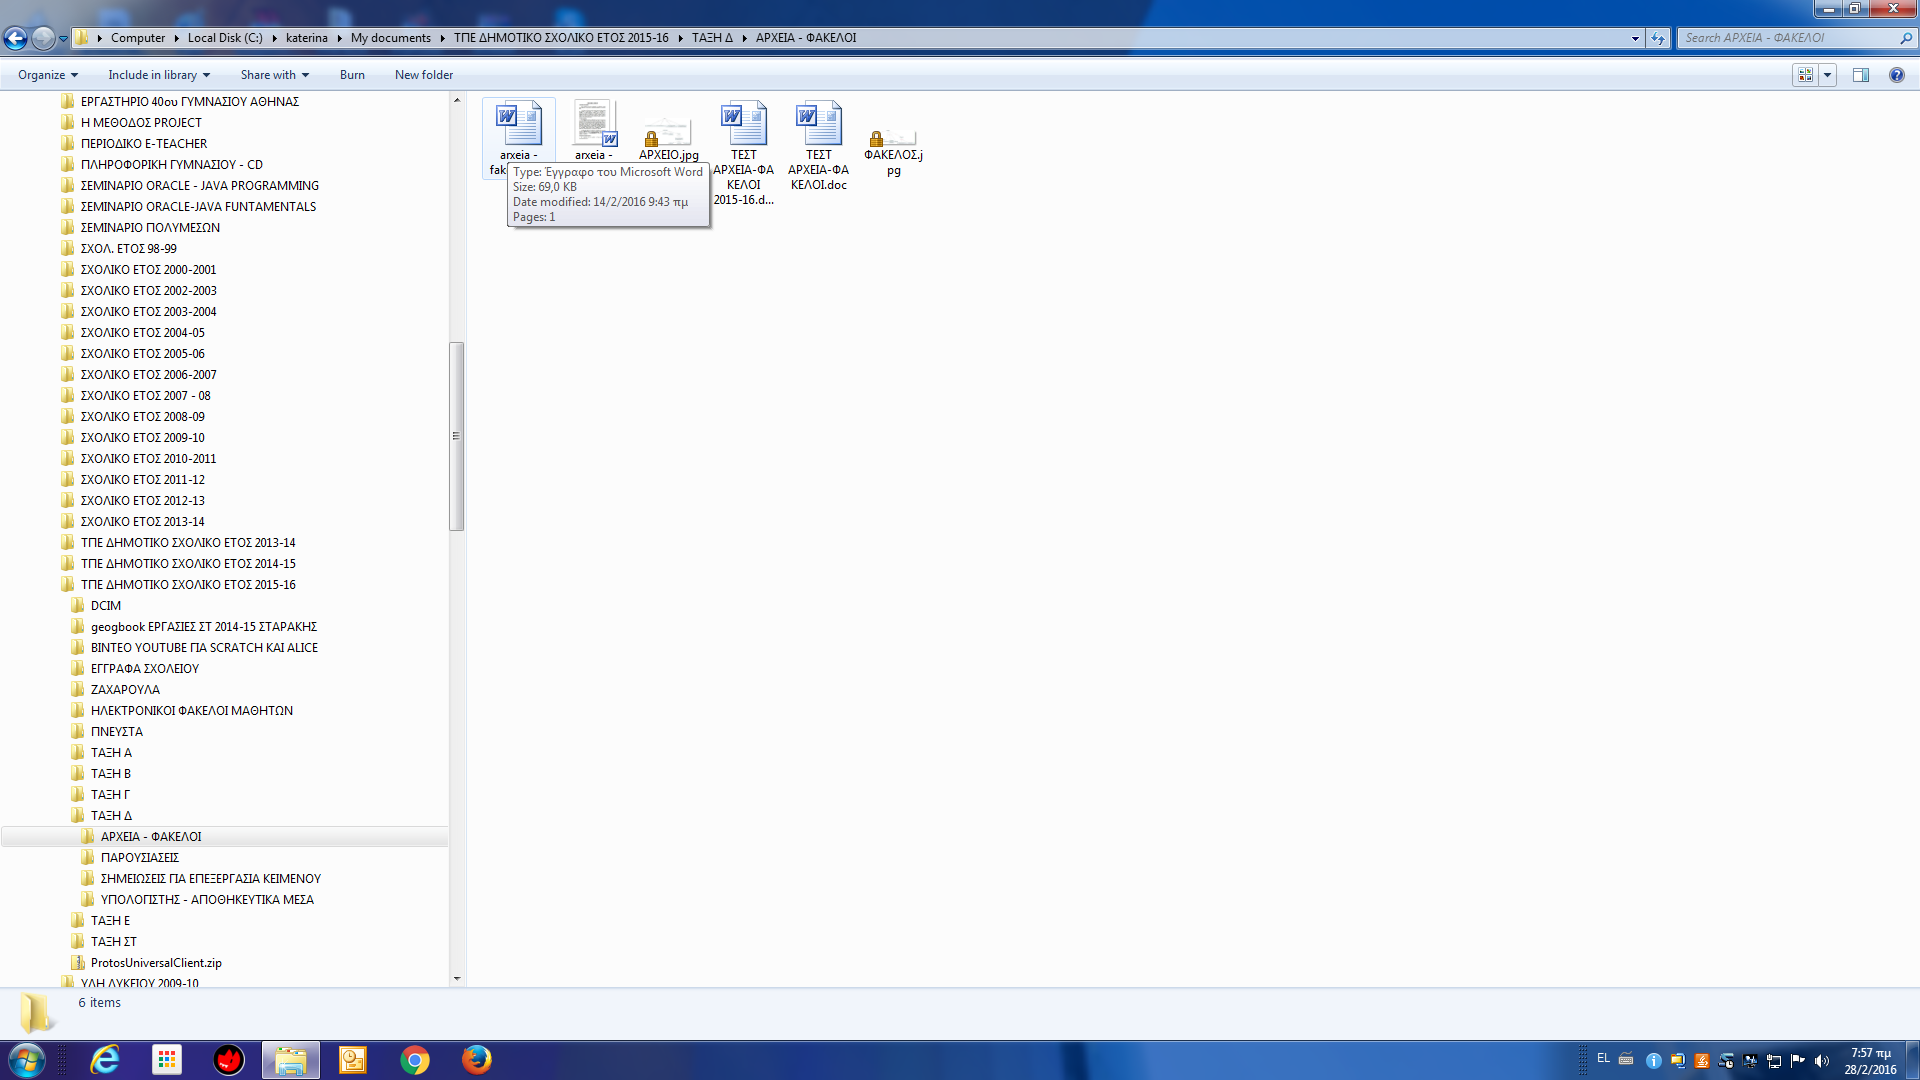 Computer Local Disk (C:) katerina My documents ΤΠΕ ΔΗΜΟΤΙΚΟ ΣΧΟΛΙΚΟ ΕΤΟΣ 2015-16 ΤΑΞΗ Δ ΑΡΧΕΙΑ - ΦΑΚΕΛΟΙ
Search ΑΡΧΕΙΑ - ΦΑΚΕΛΟΙ
Organize Include in library Share with Burn New folder
ΕΡΓΑΣΤΗΡΙΟ 40ου ΓΥΜΝΑΣΙΟΥ ΑΘΗΝΑΣ
Η ΜΕΘΟΔΟΣ PROJECT
ΠΕΡΙΟΔΙΚΟ E-TEACHER
ΠΛΗΡΟΦΟΡΙΚΗ ΓΥΜΝΑΣΙΟΥ - CD
ΣΕΜΙΝΑΡΙΟ ORACLE - JAVA PROGRAMMING
ΣΕΜΙΝΑΡΙΟ ORACLE-JAVA FUNTAMENTALS
ΣΕΜΙΝΑΡΙΟ ΠΟΛΥΜΕΣΩΝ
ΣΧΟΛ. ΕΤΟΣ 98-99
ΣΧΟΛΙΚΟ ΕΤΟΣ 2000-2001
ΣΧΟΛΙΚΟ ΕΤΟΣ 2002-2003
ΣΧΟΛΙΚΟ ΕΤΟΣ 2003-2004
ΣΧΟΛΙΚΟ ΕΤΟΣ 2004-05
ΣΧΟΛΙΚΟ ΕΤΟΣ 2005-06
ΣΧΟΛΙΚΟ ΕΤΟΣ 2006-2007
ΣΧΟΛΙΚΟ ΕΤΟΣ 2007 - 08
ΣΧΟΛΙΚΟ ΕΤΟΣ 2008-09
ΣΧΟΛΙΚΟ ΕΤΟΣ 2009-10
ΣΧΟΛΙΚΟ ΕΤΟΣ 2010-2011
ΣΧΟΛΙΚΟ ΕΤΟΣ 2011-12
ΣΧΟΛΙΚΟ ΕΤΟΣ 2012-13
ΣΧΟΛΙΚΟ ΕΤΟΣ 2013-14
ΤΠΕ ΔΗΜΟΤΙΚΟ ΣΧΟΛΙΚΟ ΕΤΟΣ 2013-14
ΤΠΕ ΔΗΜΟΤΙΚΟ ΣΧΟΛΙΚΟ ΕΤΟΣ 2014-15
ΤΠΕ ΔΗΜΟΤΙΚΟ ΣΧΟΛΙΚΟ ΕΤΟΣ 2015-16
DCIM
geogbook ΕΡΓΑΣΙΕΣ ΣΤ 2014-15 ΣΤΑΡΑΚΗΣ
ΒΙΝΤΕΟ YOUTUBE ΓΙΑ SCRATCH ΚΑΙ ALICE
ΕΓΓΡΑΦΑ ΣΧΟΛΕΙΟΥ
ΖΑΧΑΡΟΥΛΑ
ΗΛΕΚΤΡΟΝΙΚΟΙ ΦΑΚΕΛΟΙ ΜΑΘΗΤΩΝ
ΠΝΕΥΣΤΑ
ΤΑΞΗ Α
ΤΑΞΗ Β
ΤΑΞΗ Γ
ΤΑΞΗ Δ
ΑΡΧΕΙΑ - ΦΑΚΕΛΟΙ
ΠΑΡΟΥΣΙΑΣΕΙΣ
ΣΗΜΕΙΩΣΕΙΣ ΓΙΑ ΕΠΕΞΕΡΓΑΣΙΑ ΚΕΙΜΕΝΟΥ
ΥΠΟΛΟΓΙΣΤΗΣ - ΑΠΟΘΗΚΕΥΤΙΚΑ ΜΕΣΑ
ΤΑΞΗ Ε
ΤΑΞΗ ΣΤ
ProtosUniversalClient.zip
ΥΛΗ ΛΥΚΕΙΟΥ 2009-10
arxeia -
fak
arxeia -
ΑΡΧΕΙΟ.jpg
ΤΕΣΤ
ΑΡΧΕΙΑ-ΦΑ
ΚΕΛΟΙ
2015-16.d...
ΤΕΣΤ
ΑΡΧΕΙΑ-ΦΑ
ΚΕΛΟΙ.doc
ΦΑΚΕΛΟΣ.j
pg
Type: Έγγραφο του Microsoft Word
Size: 69,0 KB
Date modified: 14/2/2016 9:43 πμ
Pages: 1
6 items
EL
7:57 πμ
28/2/2016